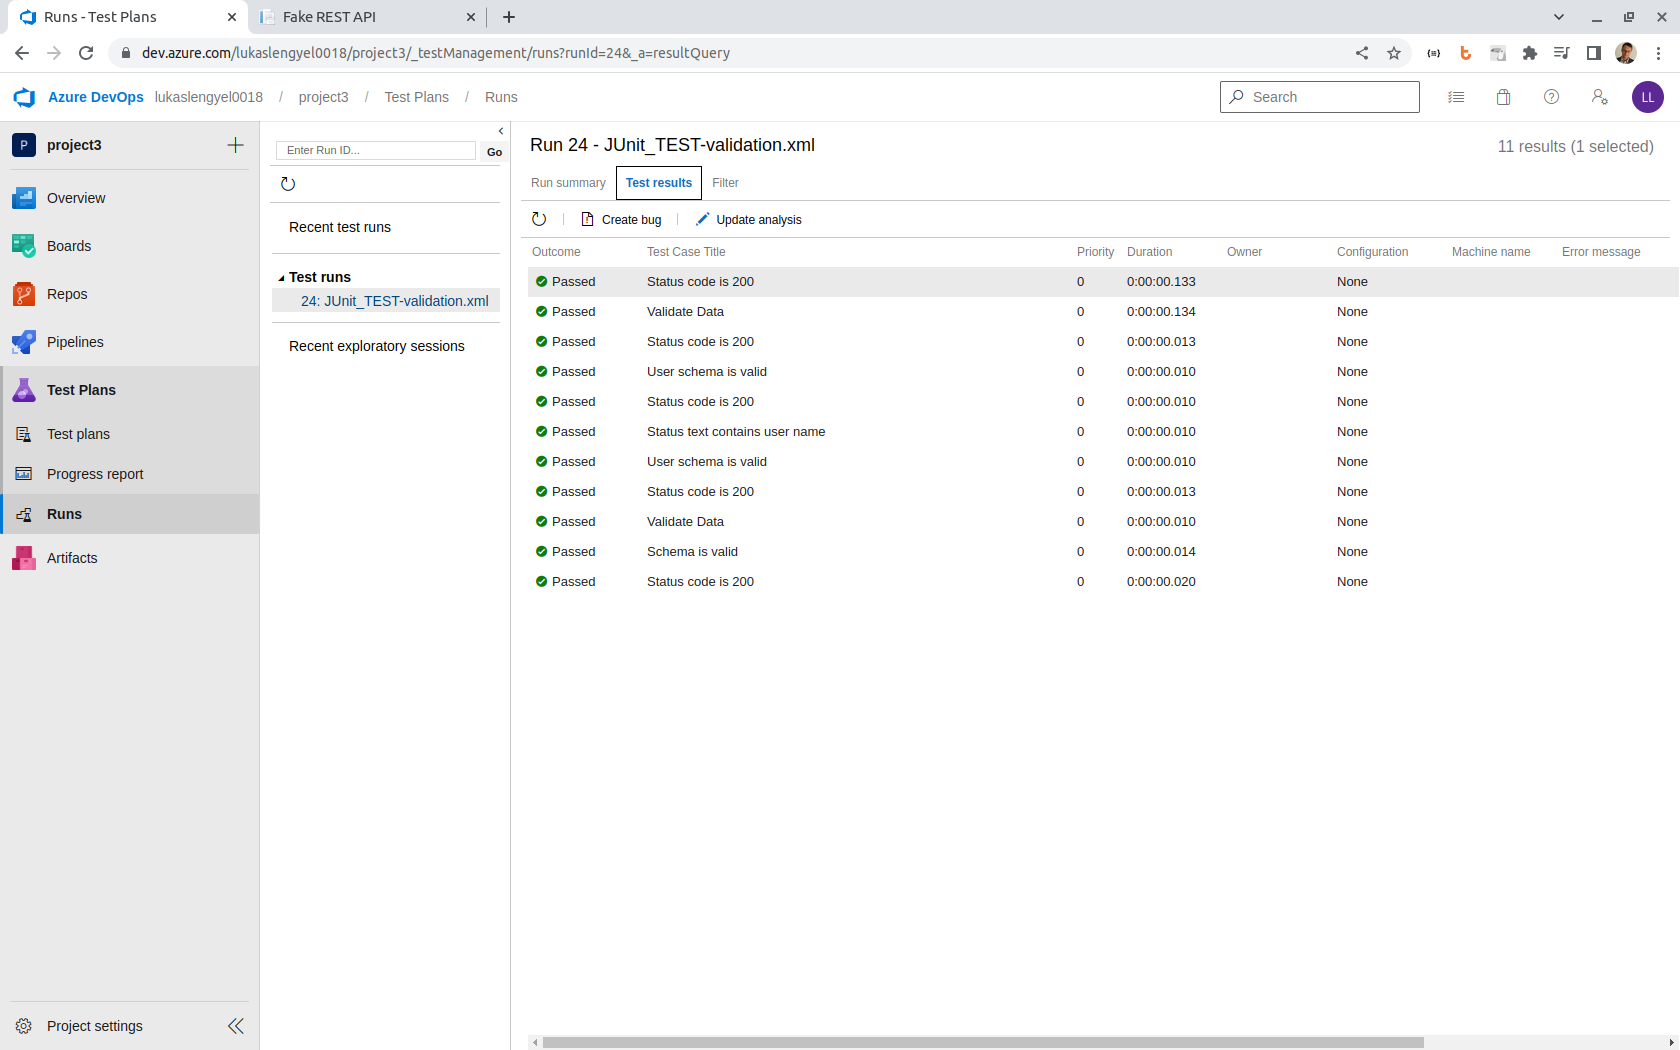 Runs - Test Plans
Fake REST API
dev.azure.com/lukaslengyel0018/project3/_testManagement/runs?runId=24&_a=resultQuery
Azure DevOps lukaslengyel0018 / project3 / Test Plans / Runs
Search
LL
P project3
Overview
Boards
Repos
Pipelines
Test Plans
Test plans
Progress report
Runs
Artifacts
Project settings
Enter Run ID...
Go
Recent test runs
Test runs
24: JUnit_TEST-validation.xml
Recent exploratory sessions
Run 24 - JUnit_TEST-validation.xml
11 results (1 selected)
Run summary Test results Filter
Create bug Update analysis
Outcome Test Case Title Priority Duration Owner Configuration Machine name Error message
Passed Status code is 200 0 0:00:00.133 None
Passed Validate Data 0 0:00:00.134 None
Passed Status code is 200 0 0:00:00.013 None
Passed User schema is valid 0 0:00:00.010 None
Passed Status code is 200 0 0:00:00.010 None
Passed Status text contains user name 0 0:00:00.010 None
Passed User schema is valid 0 0:00:00.010 None
Passed Status code is 200 0 0:00:00.013 None
Passed Validate Data 0 0:00:00.010 None
Passed Schema is valid 0 0:00:00.014 None
Passed Status code is 200 0 0:00:00.020 None